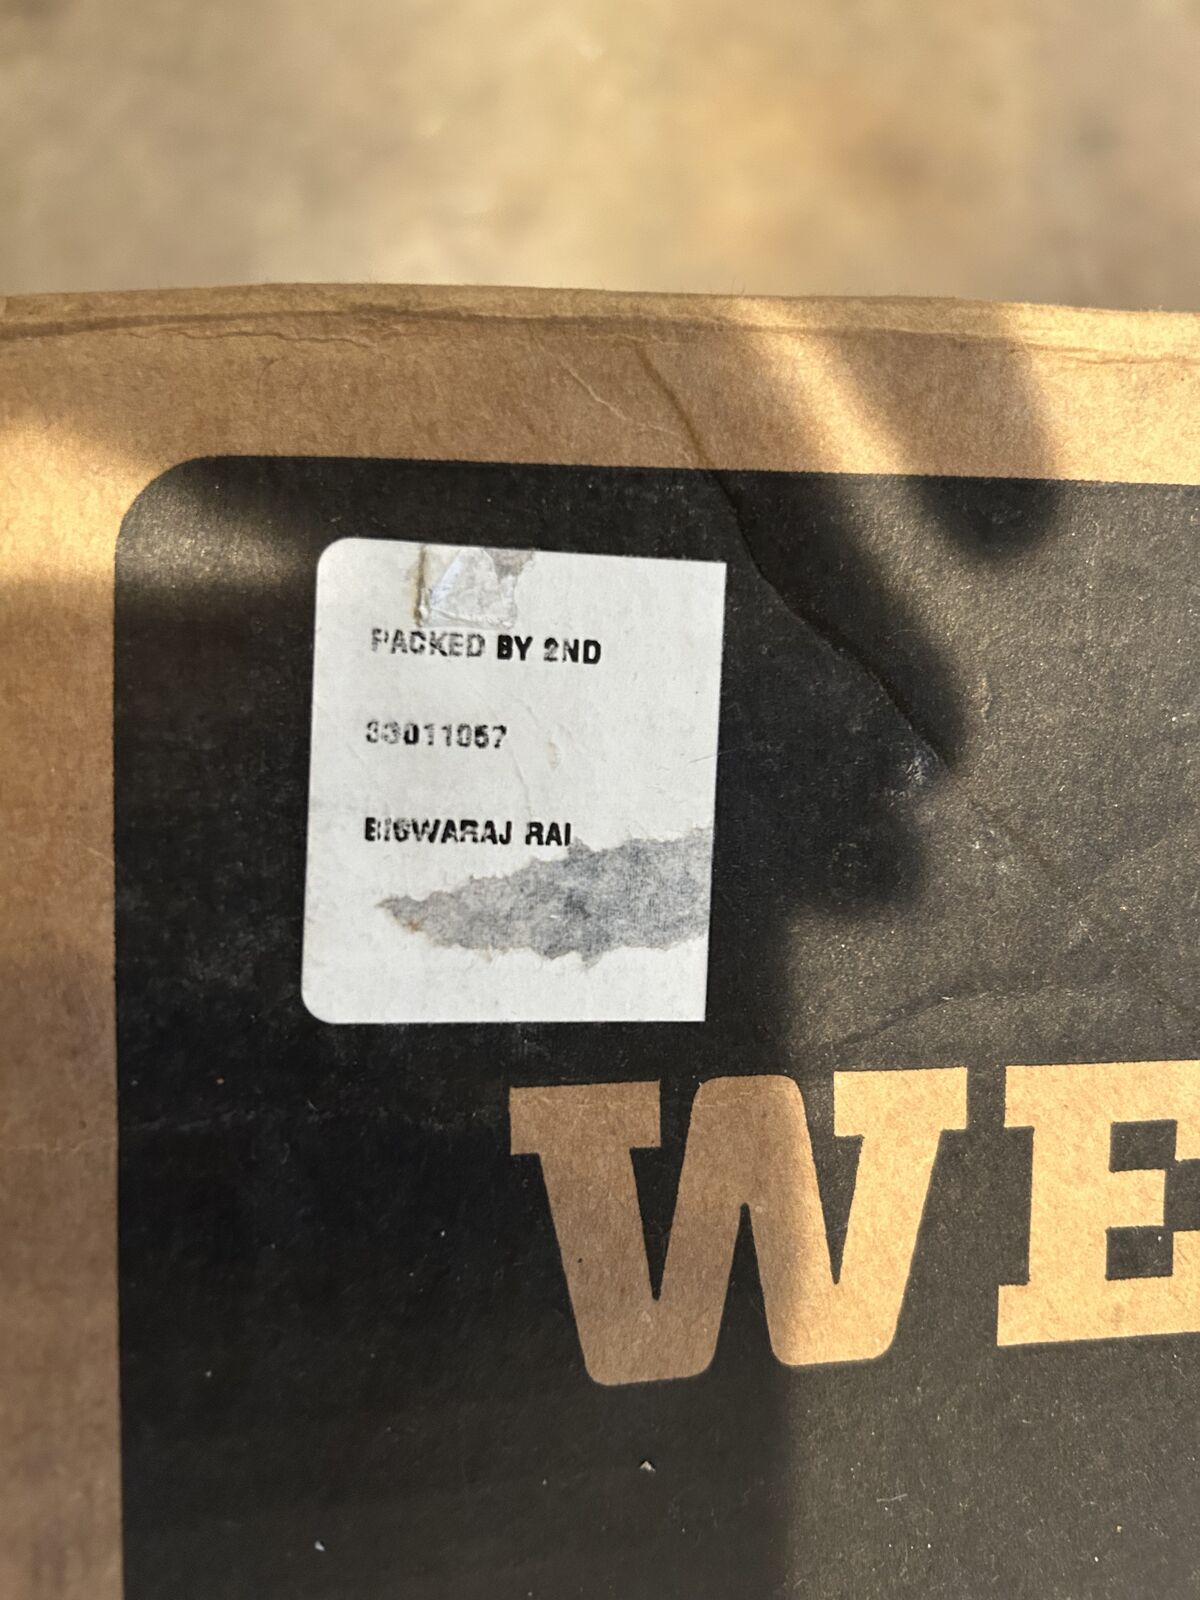 PACKED BY 2ND
33011057
BISWARAJ RAI
WE